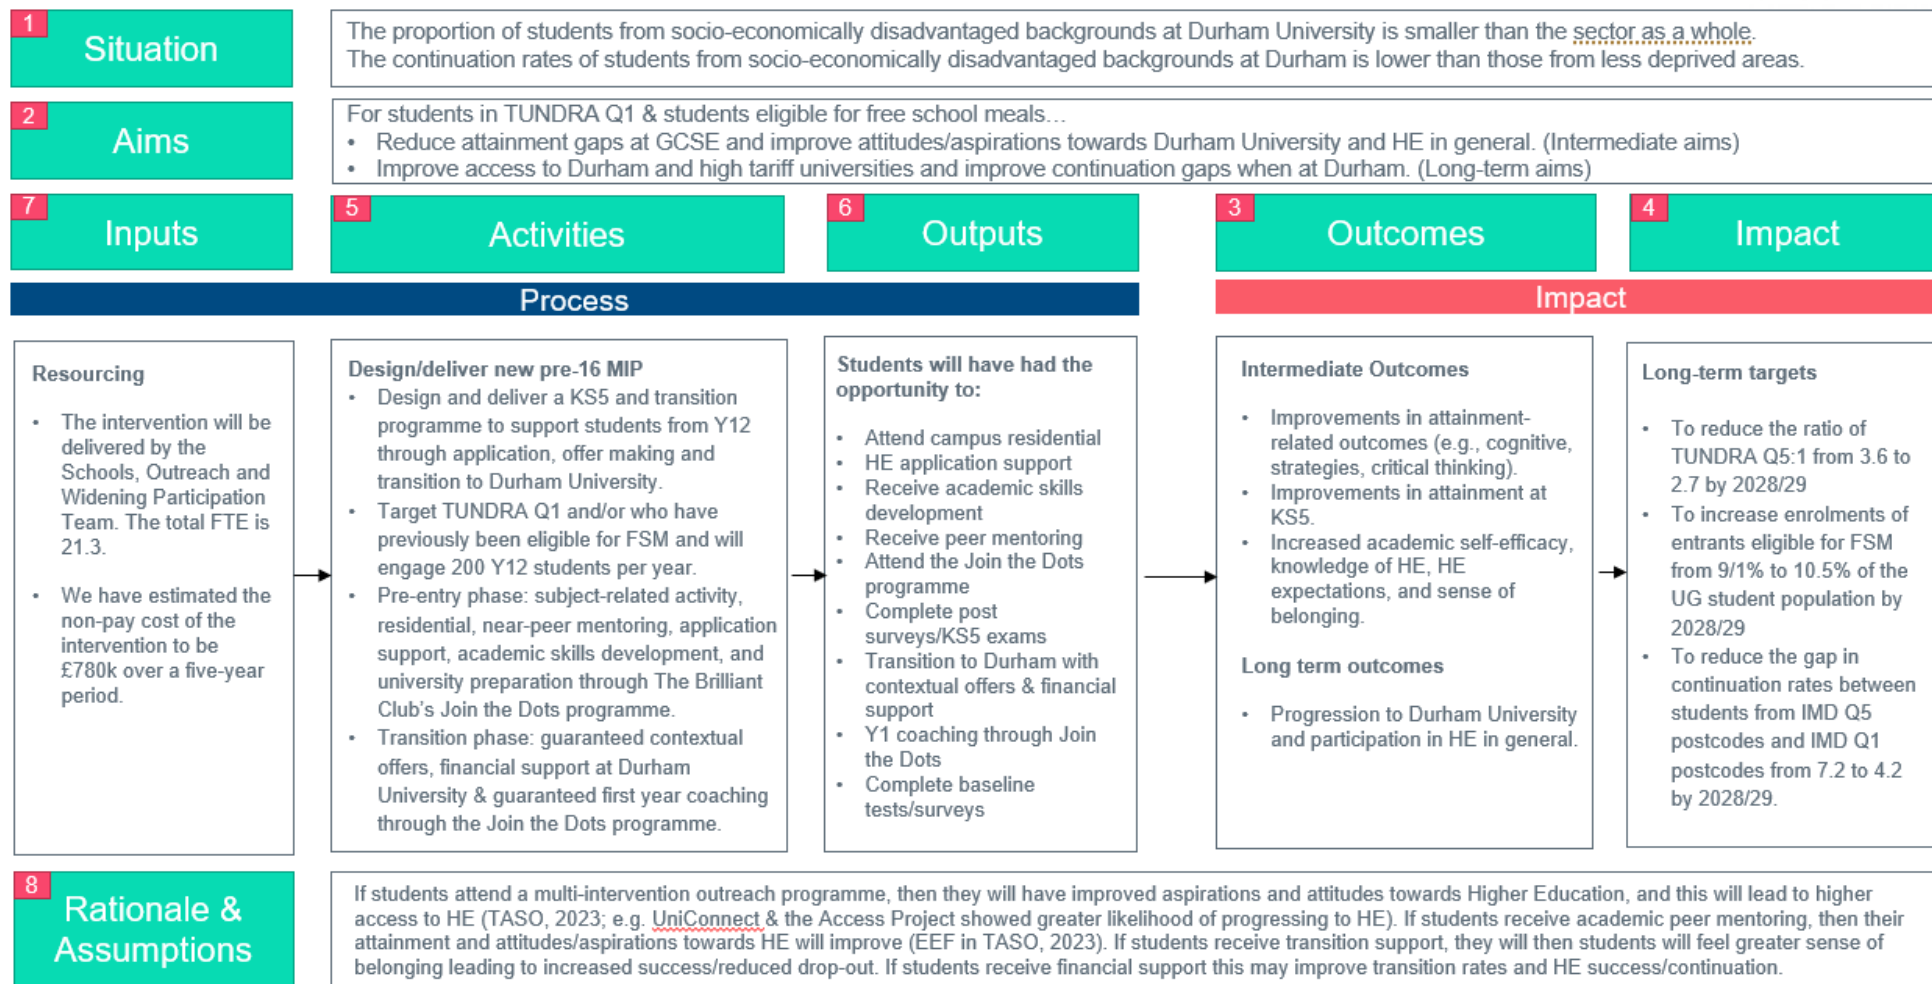 1
Situation
The proportion of students from socio-economically disadvantaged backgrounds at Durham University is smaller than the sector as a whole.
The continuation rates of students from socio-economically disadvantaged backgrounds at Durham is lower than those from less deprived areas.
2
Aims
For students in TUNDRA Q1 & students eligible for free school meals…
• Reduce attainment gaps at GCSE and improve attitudes/aspirations towards Durham University and HE in general. (Intermediate aims)
• Improve access to Durham and high tariff universities and improve continuation gaps when at Durham. (Long-term aims)
7
Inputs
5
Activities
6
Outputs
3
Outcomes
4
Impact
Process
Impact
Resourcing
• The intervention will be
delivered by the
Schools, Outreach and
Widening Participation
Team. The total FTE is
21.3.
• We have estimated the
non-pay cost of the
intervention to be
£780k over a five-year
period.
Design/deliver new pre-16 MIP
• Design and deliver a KS5 and transition
programme to support students from Y12
through application, offer making and
transition to Durham University.
• Target TUNDRA Q1 and/or who have
previously been eligible for FSM and will
engage 200 Y12 students per year.
• Pre-entry phase: subject-related activity,
residential, near-peer mentoring, application
support, academic skills development, and
university preparation through The Brilliant
Club's Join the Dots programme.
• Transition phase: guaranteed contextual
offers, financial support at Durham
University & guaranteed first year coaching
through the Join the Dots programme.
Students will have had the
opportunity to:
• Attend campus residential
• HE application support
• Receive academic skills
development
• Receive peer mentoring
• Attend the Join the Dots
programme
• Complete post
surveys/KS5 exams
• Transition to Durham with
contextual offers & financial
support
• Y1 coaching through Join
the Dots
• Complete baseline
tests/surveys
Intermediate Outcomes
• Improvements in attainment-
related outcomes (e.g., cognitive,
strategies, critical thinking).
• Improvements in attainment at
KS5.
• Increased academic self-efficacy,
knowledge of HE, HE
expectations, and sense of
belonging.
Long term outcomes
• Progression to Durham University
and participation in HE in general.
Long-term targets
• To reduce the ratio of
TUNDRA Q5:1 from 3.6 to
2.7 by 2028/29
• To increase enrolments of
entrants eligible for FSM
from 9/1% to 10.5% of the
UG student population by
2028/29
• To reduce the gap in
continuation rates between
students from IMD Q5
postcodes and IMD Q1
postcodes from 7.2 to 4.2
by 2028/29.
8
Rationale &
Assumptions
If students attend a multi-intervention outreach programme, then they will have improved aspirations and attitudes towards Higher Education, and this will lead to higher
access to HE (TASO, 2023; e.g. UniConnect & the Access Project showed greater likelihood of progressing to HE). If students receive academic peer mentoring, then their
attainment and attitudes/aspirations towards HE will improve (EEF in TASO, 2023). If students receive transition support, they will then students will feel greater sense of
belonging leading to increased success/reduced drop-out. If students receive financial support this may improve transition rates and HE success/continuation.